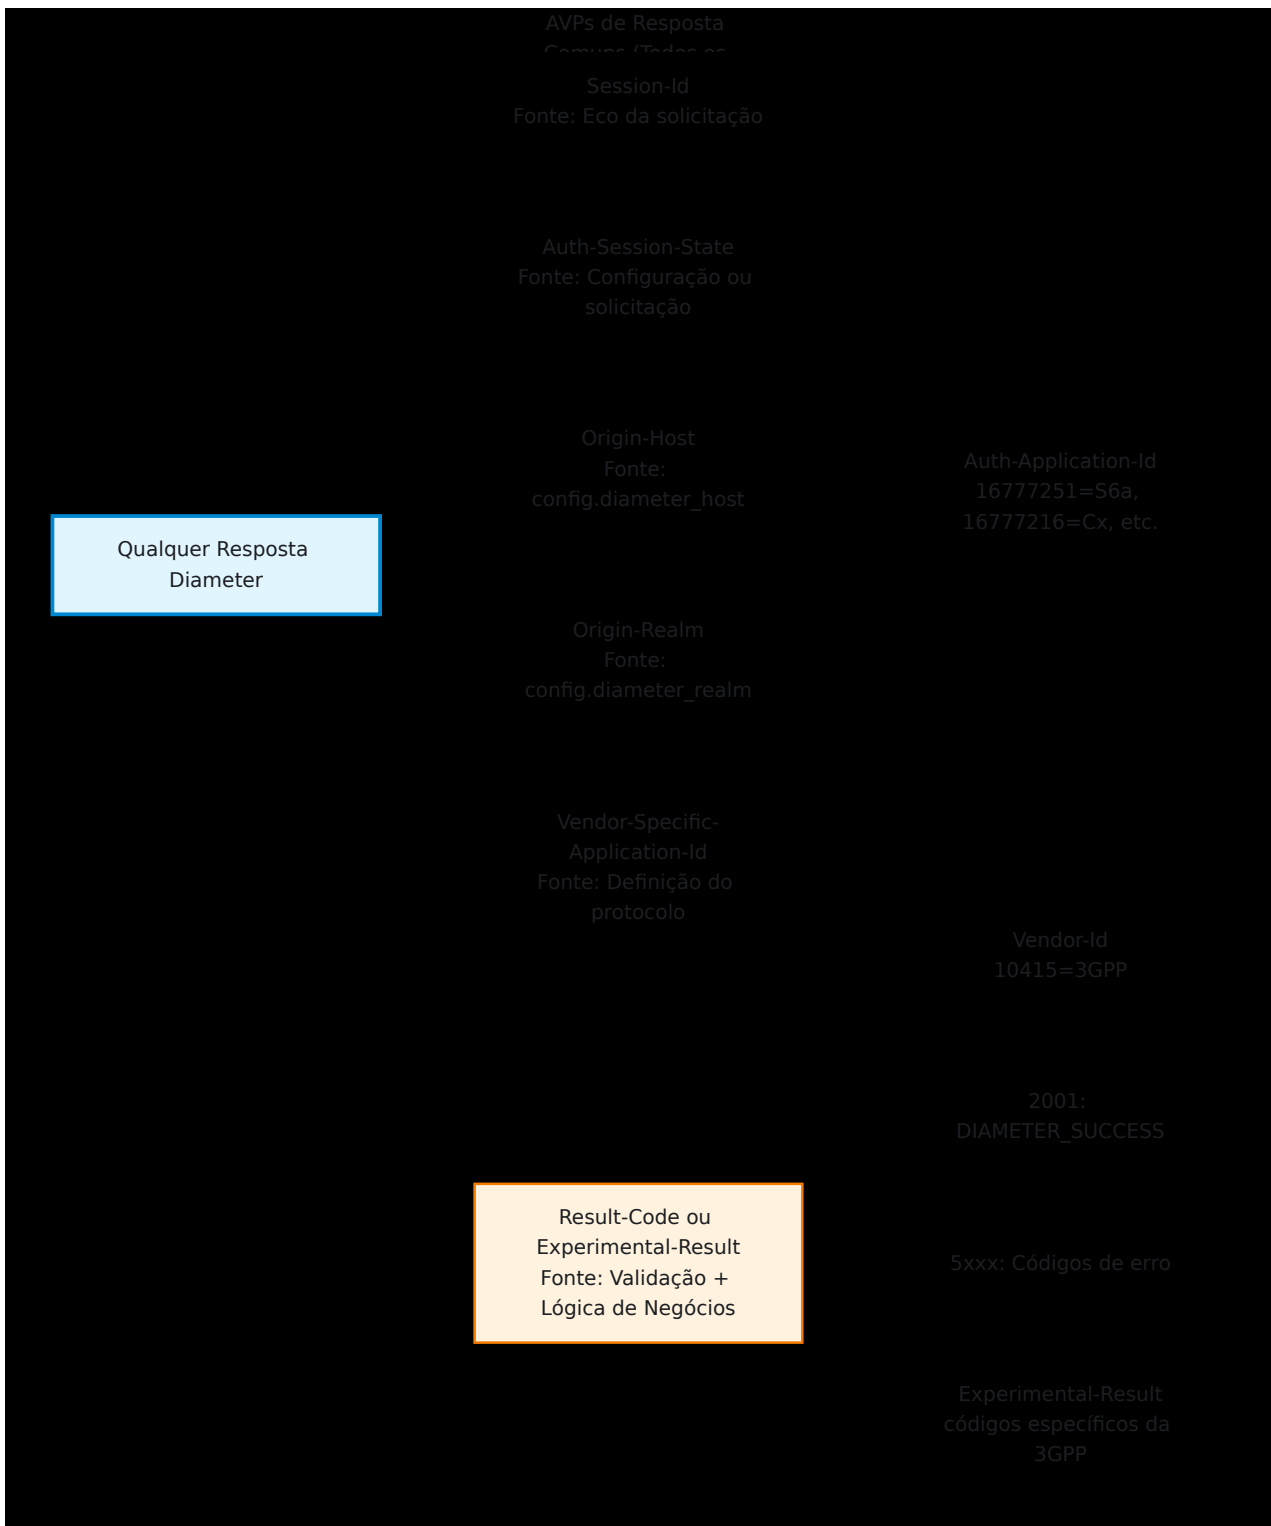 AVPs de Resposta
Comuns (Todos os
Session-Id
Fonte: Eco da solicitação
Auth-Session-State
Fonte: Configuração ou
solicitação
Origin-Host
Fonte:
config.diameter_host
Auth-Application-Id
16777251=S6a,
16777216=Cx, etc.
Qualquer Resposta
Diameter
Origin-Realm
Fonte:
config.diameter_realm
Vendor-Specific-
Application-Id
Fonte: Definição do
protocolo
Vendor-Id
10415=3GPP
2001:
DIAMETER_SUCCESS
Result-Code ou
Experimental-Result
Fonte: Validação +
Lógica de Negócios
5xxx: Códigos de erro
Experimental-Result
códigos específicos da
3GPP